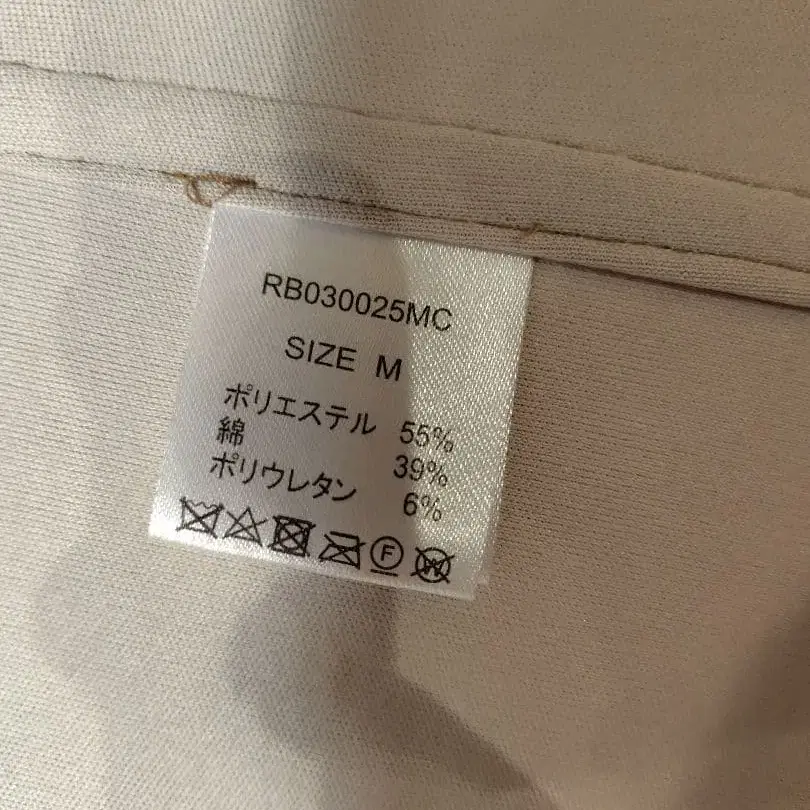 RB030025MC
SIZE M
ポリエステル 55%
綿 39%
ポリウレタン 6%
F W